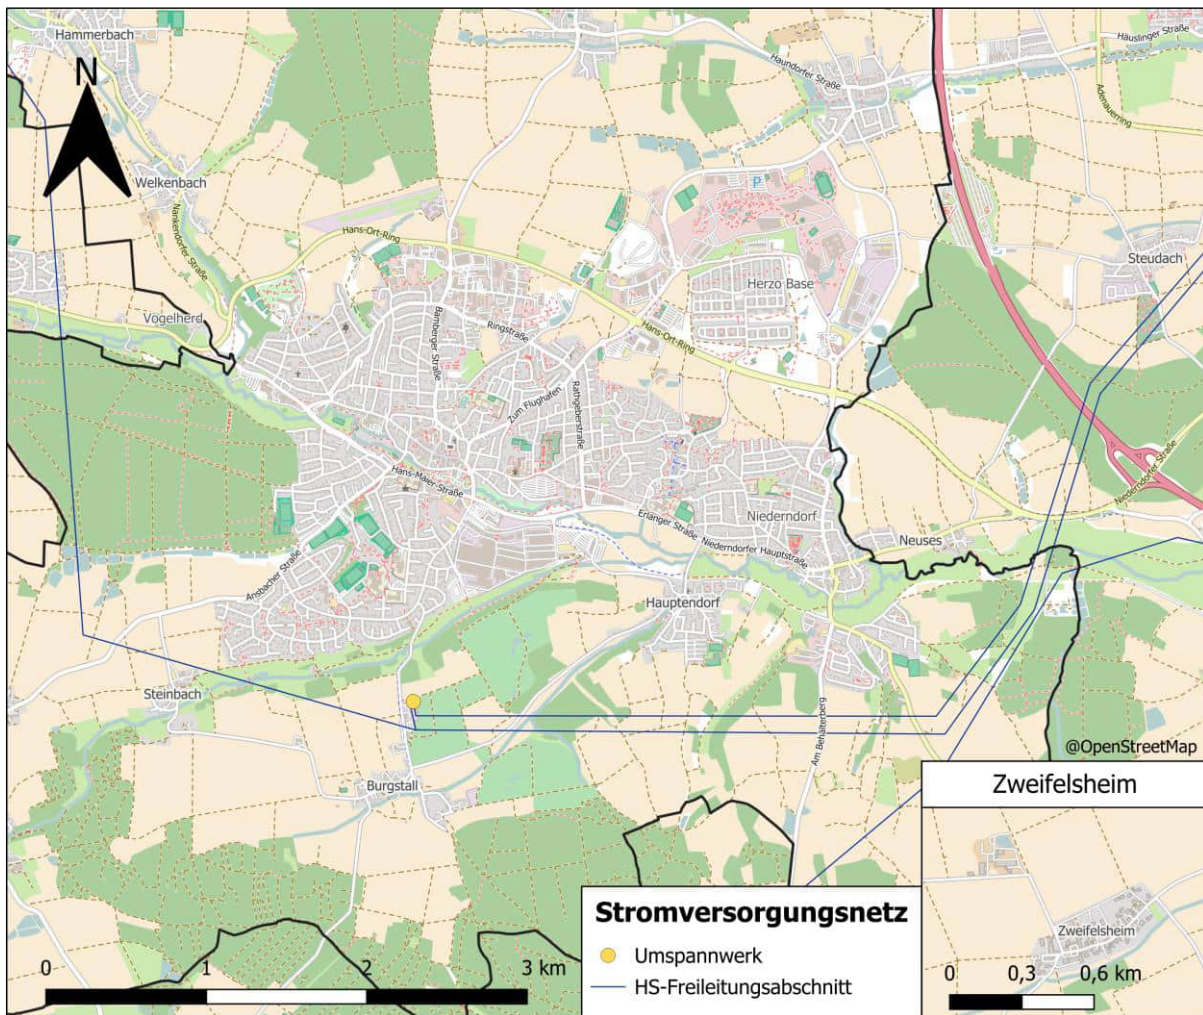 Hammerbach
Haundorfer Straße
Häuslinger Straße
N
Adenauerring
Welkenbach
P
Nankendorfer Straße
Hans-Ort-Ring
Steudach
Herzo Base
Vogelherd
Bamberger Straße
Ringstraße
Hans-Ort-Ring
Zum Flughafen
Rathgeberstraße
Hans-Maier-Straße
Niederndorfer Straße
Erlanger Straße
Niederndorf
Niederndorfer Hauptstraße
Neuses
Ansbacher Straße
Hauptendorf
Steinbach
Am Behälterberg
@OpenStreetMap
Burgstall
Zweifelsheim
Stromversorgungsnetz
Umspannwerk
HS-Freileitungsabschnitt
Zweifelsheim
0 1 2 3 km
0 0,3 0,6 km